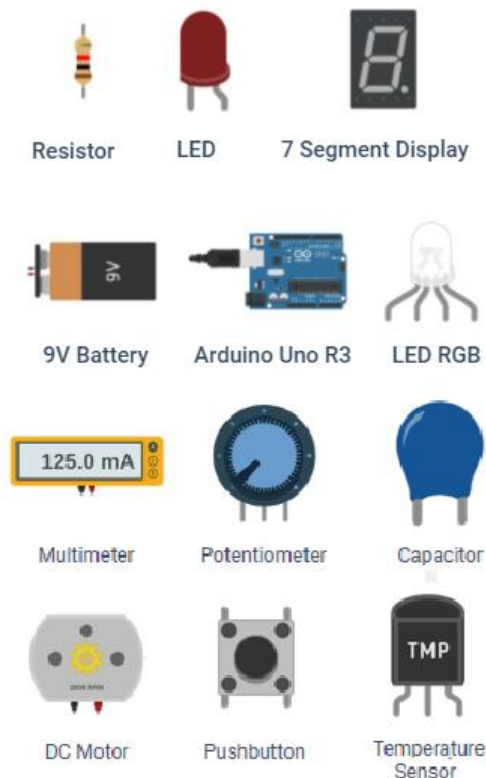 Resistor
LED
7 Segment Display
9V
9V Battery
Arduino Uno R3
LED RGB
125.0 mA
Multimeter
Potentiometer
Capacitor
TMP
DC Motor
Pushbutton
Temperature
Sensor